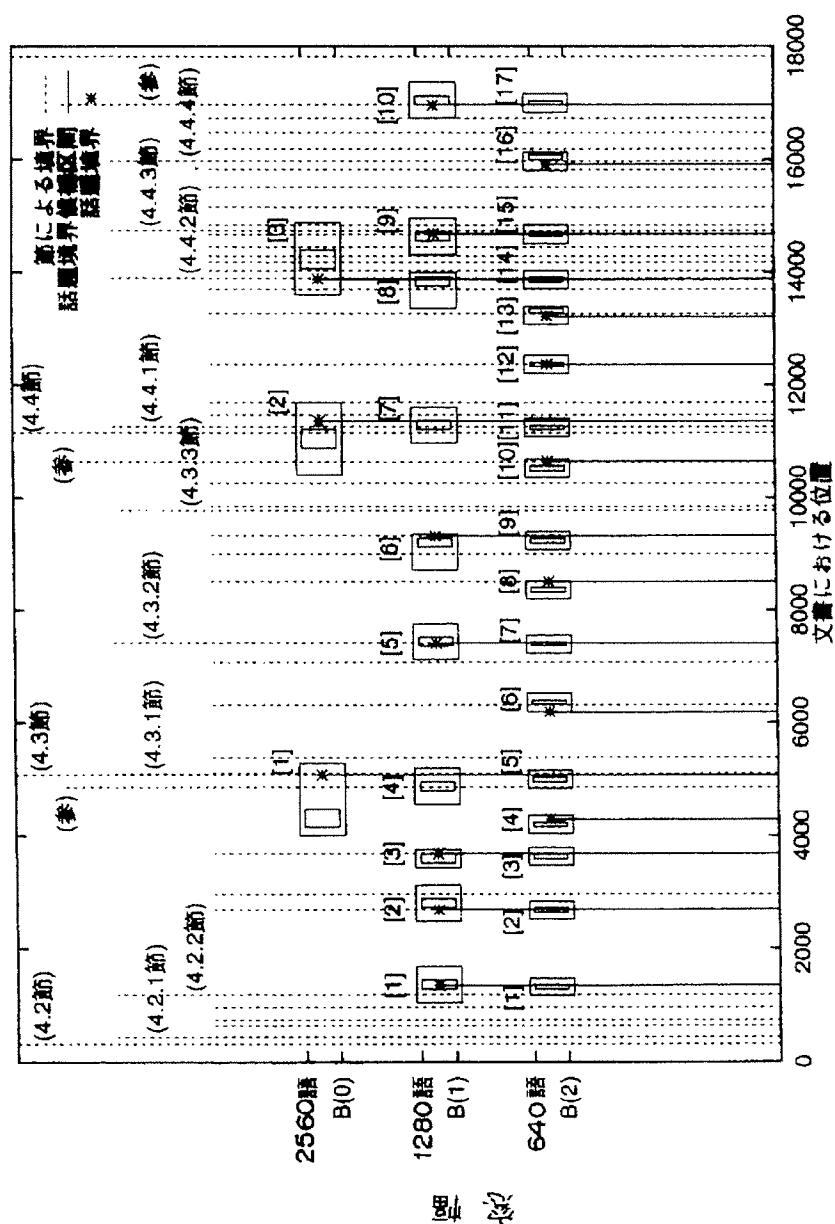 (4.2節)
(参)
(4.3節)
(参)
(4.4節)
節による境界
話題境界候補区間
話題境界
(4.2.1節)
(4.2.2節)
(4.3.1節)
(4.3.2節)
(4.3.3節)
(4.4.1節)
(4.4.2節)
(4.4.3節)
(4.4.4節)
(参)
2560語
B(0)
[1]
[2]
[3]
1280語
B(1)
[1]
[2]
[3]
[4]
[5]
[6]
[7]
[8]
[9]
[10]
640語
B(2)
[1]
[2]
[3]
[4]
[5]
[6]
[7]
[8]
[9]
[10]
[11]
[12]
[13]
[14]
[15]
[16]
[17]
0
2000
4000
6000
8000
10000
12000
14000
16000
18000
文書における位置